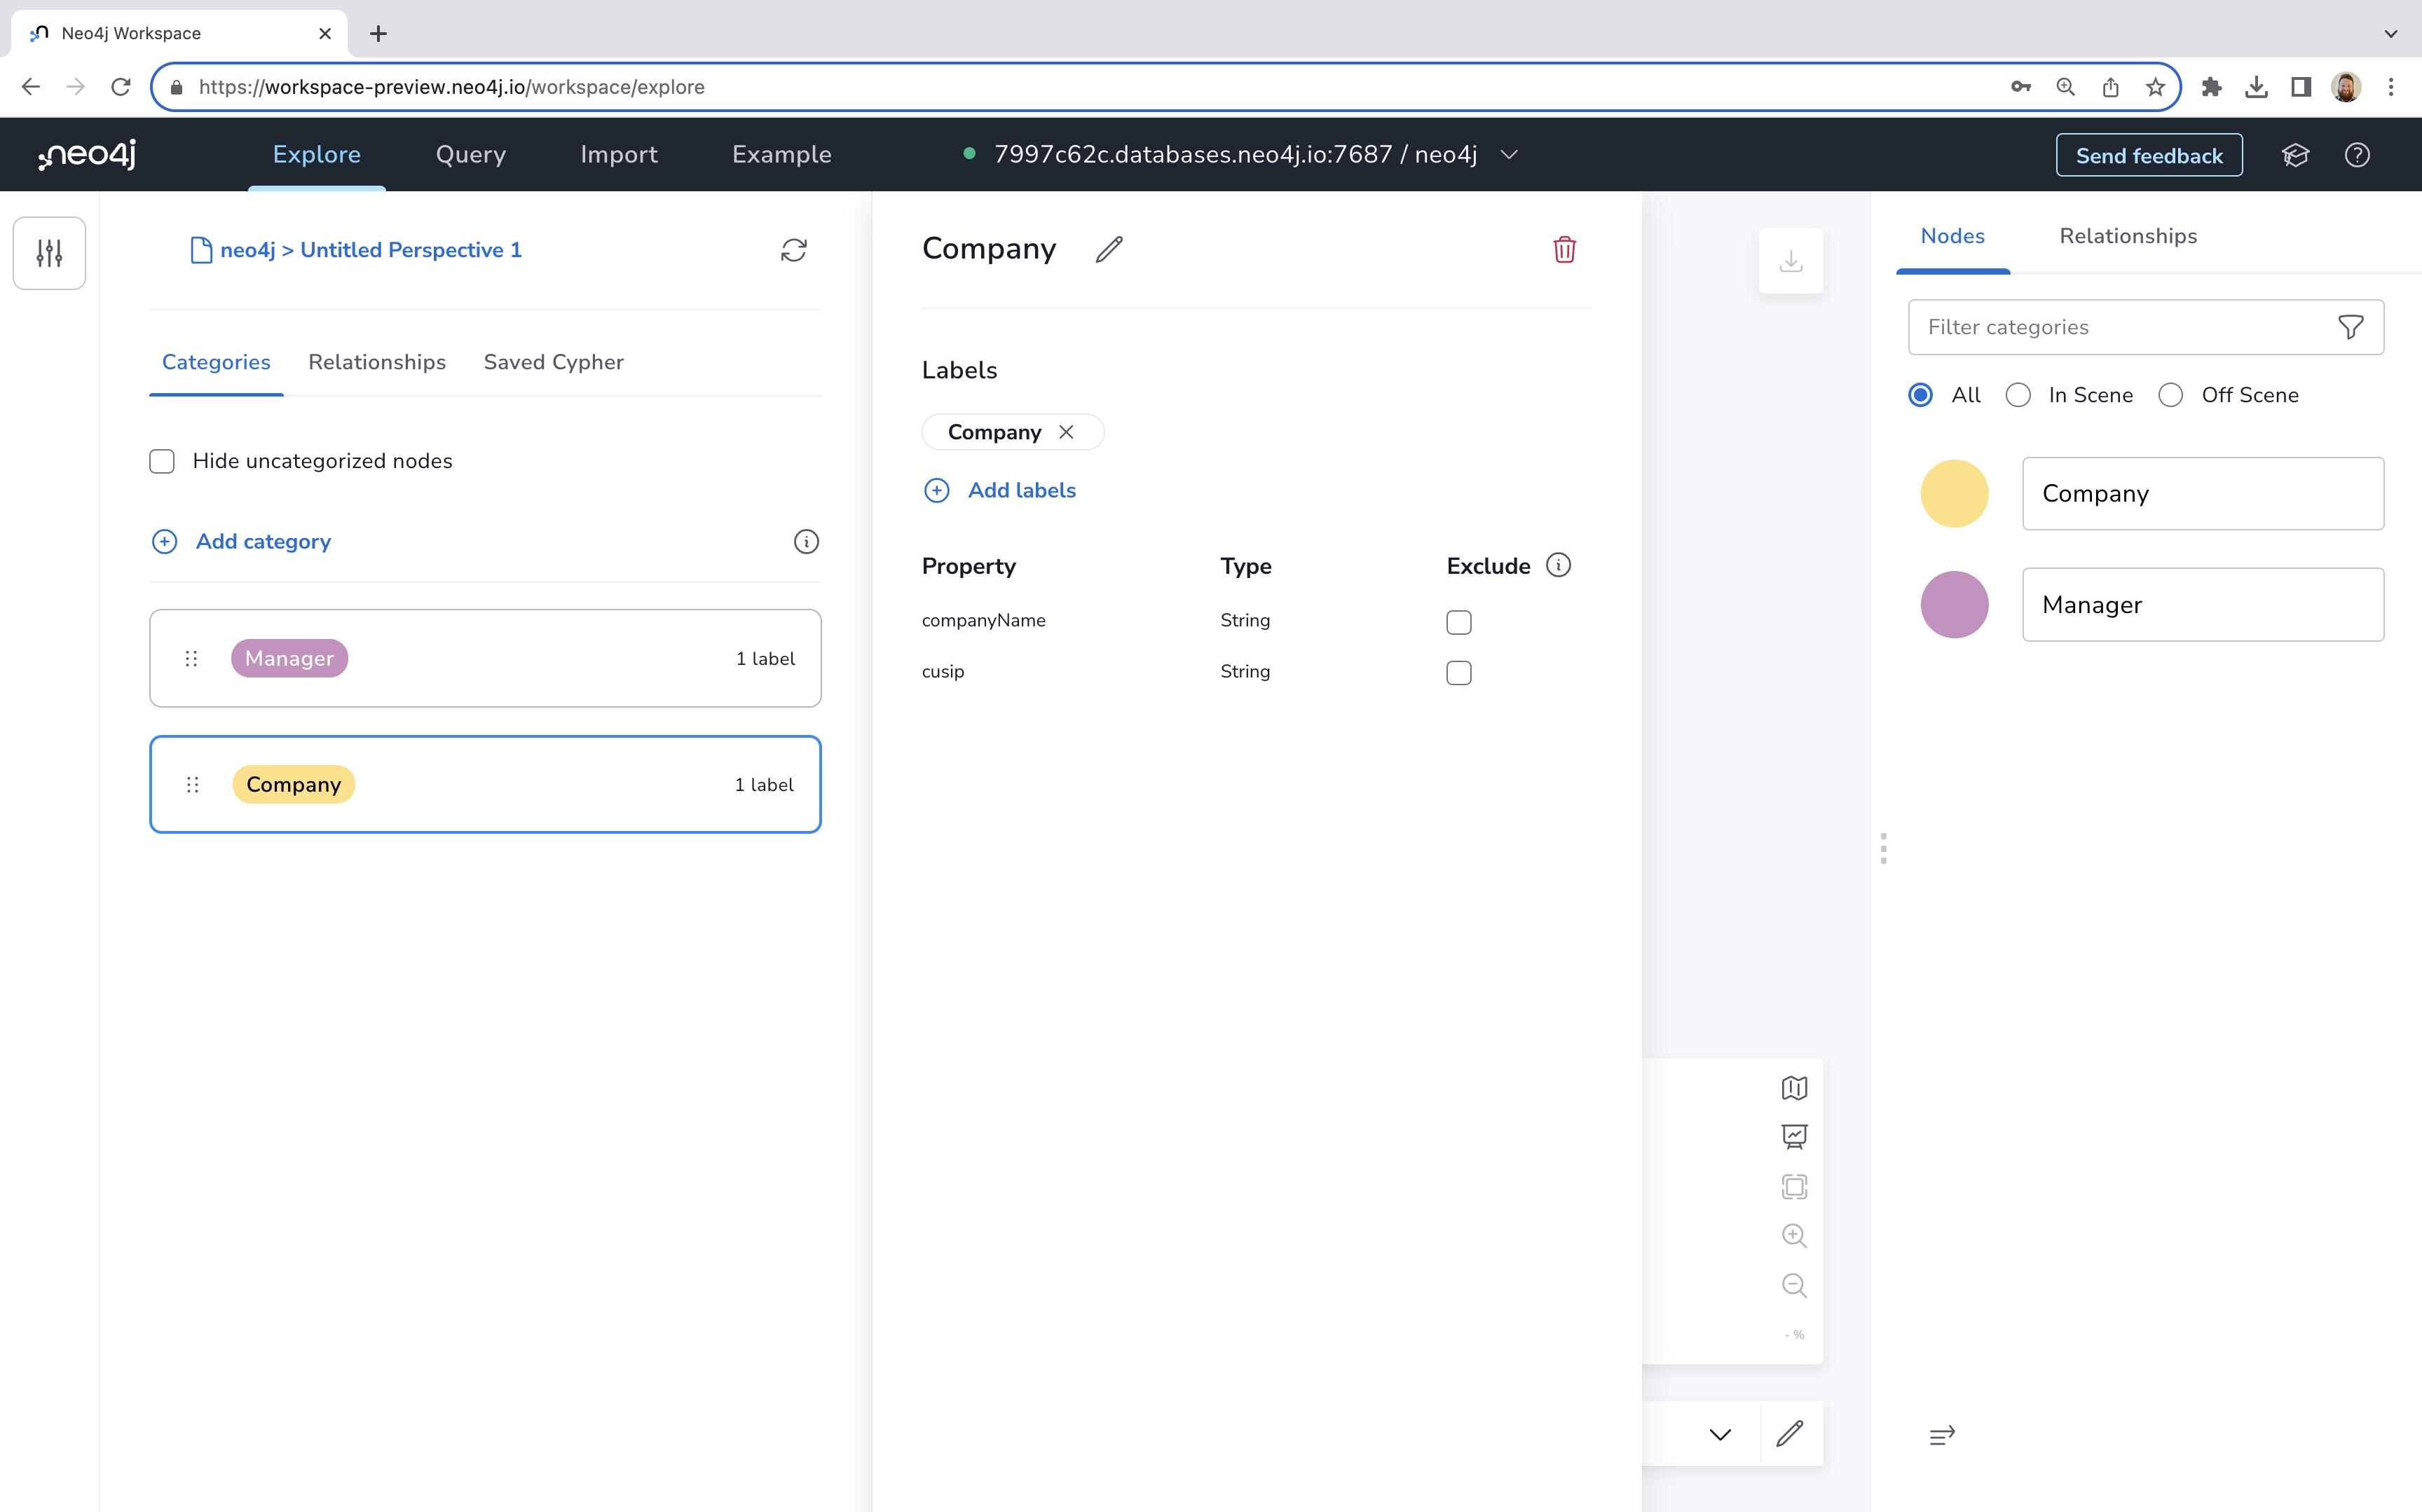 Neo4j Workspace
https://workspace-preview.neo4j.io/workspace/explore
neo4j
Explore
Query
Import
Example
7997c62c.databases.neo4j.io:7687 / neo4j
Send feedback
neo4j > Untitled Perspective 1
Categories
Relationships
Saved Cypher
Hide uncategorized nodes
Add category
Manager
1 label
Company
1 label
Company
Labels
Company
Add labels
Property Type Exclude
companyName String
cusip String
- %
Nodes
Relationships
Filter categories
All In Scene Off Scene
Company
Manager